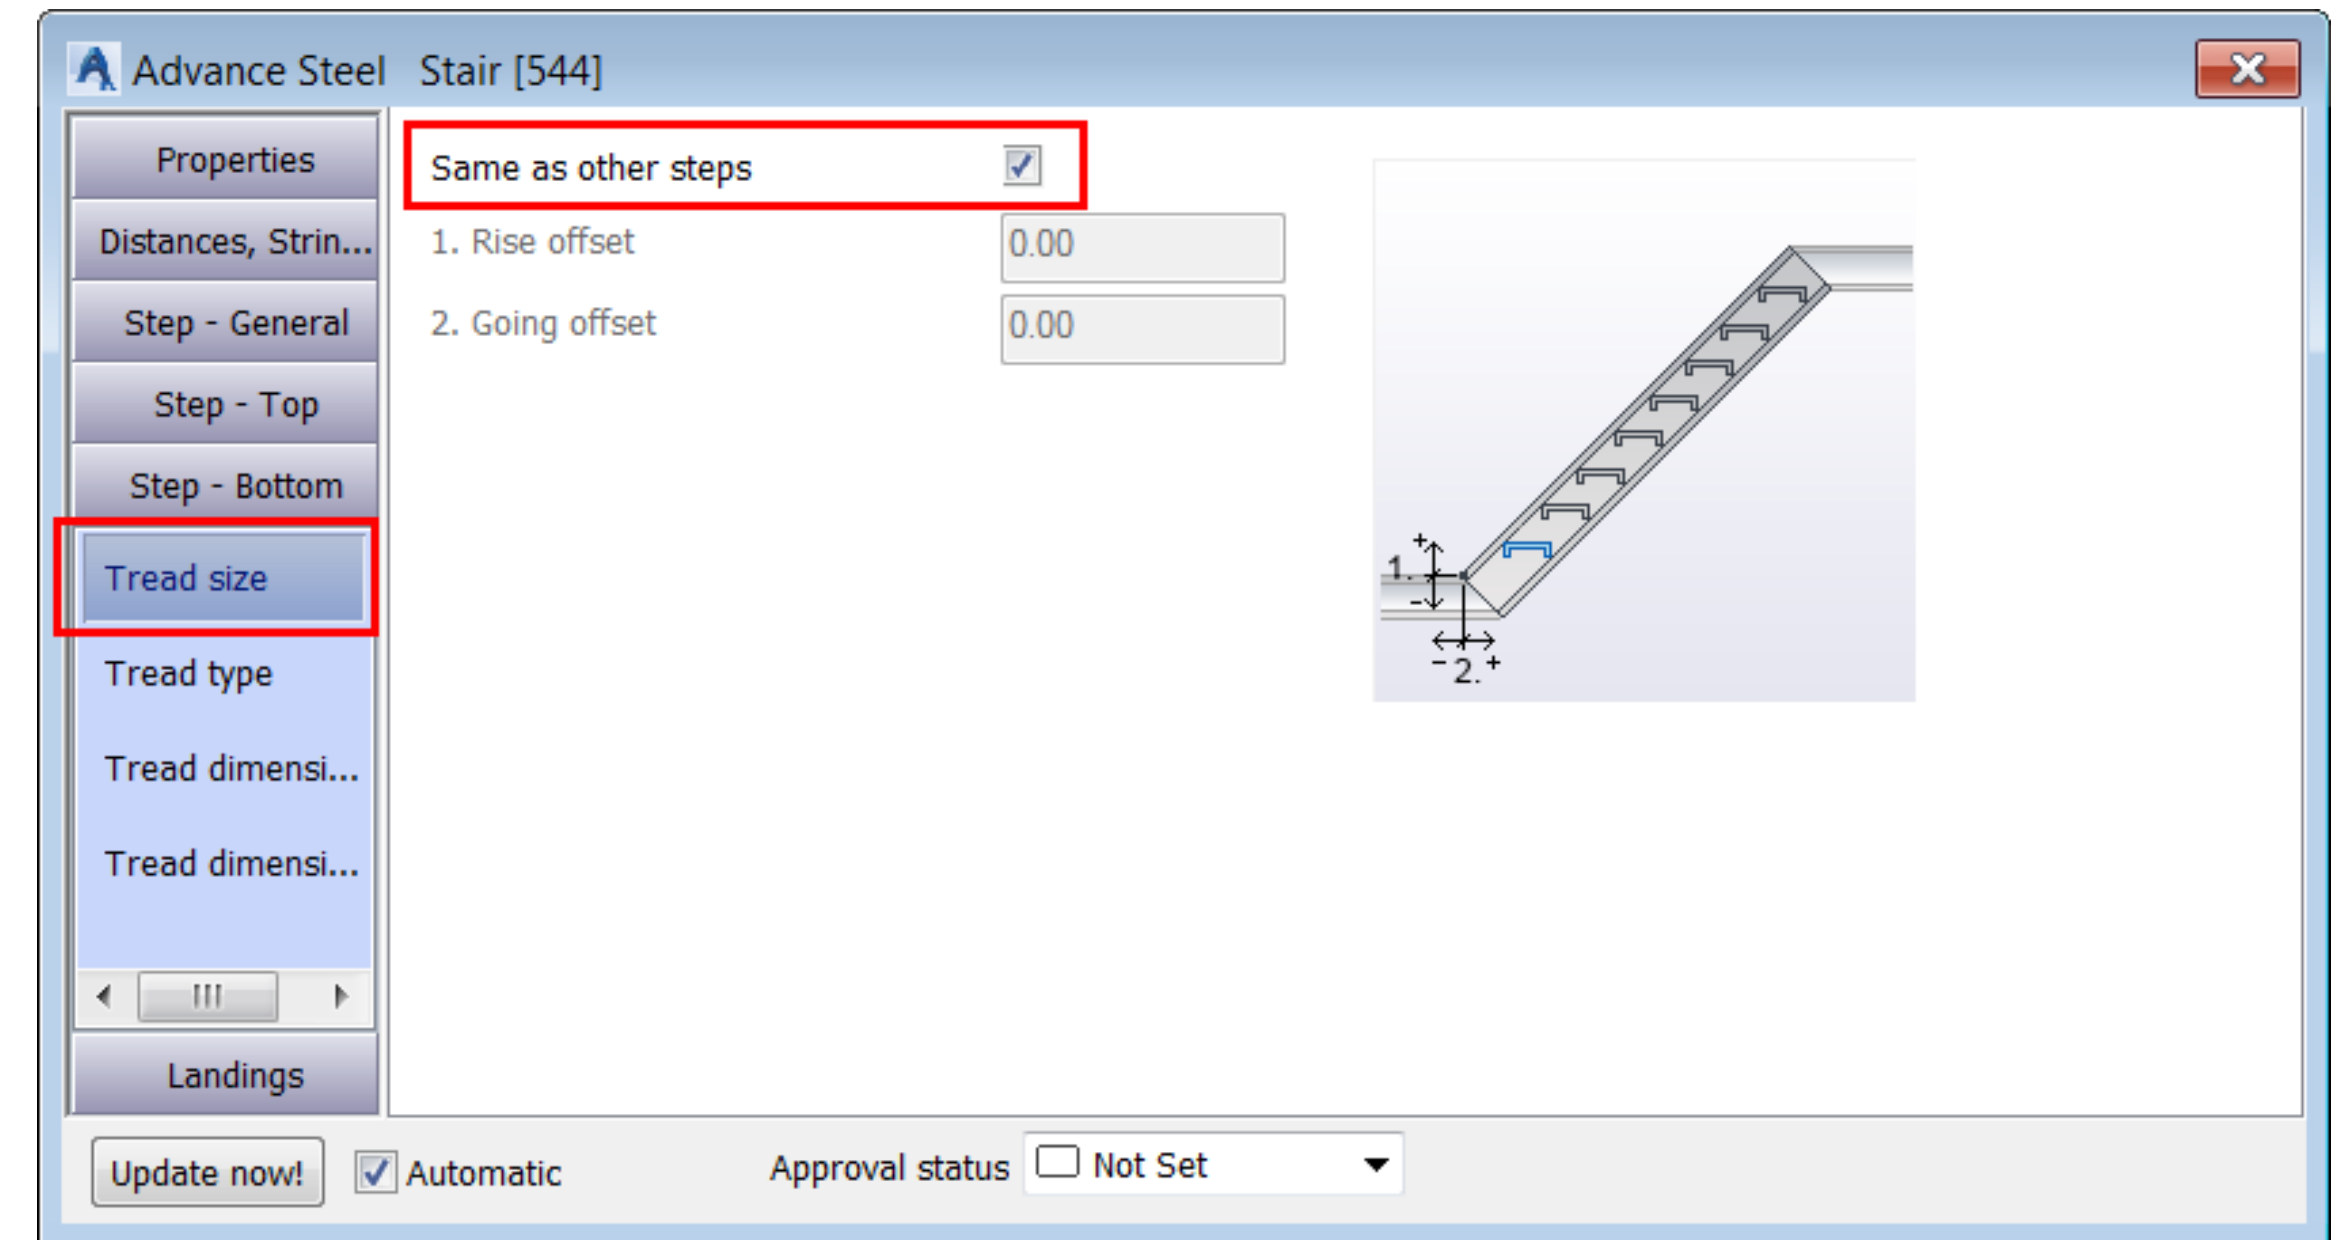 Advance Steel Stair [544]
Properties
Distances, Strin...
Step - General
Step - Top
Step - Bottom
Tread size
Tread type
Tread dimensi...
Tread dimensi...
Landings
Same as other steps
1. Rise offset 0.00
2. Going offset 0.00
+
1.
-
- 2. +
Update now! Automatic Approval status Not Set